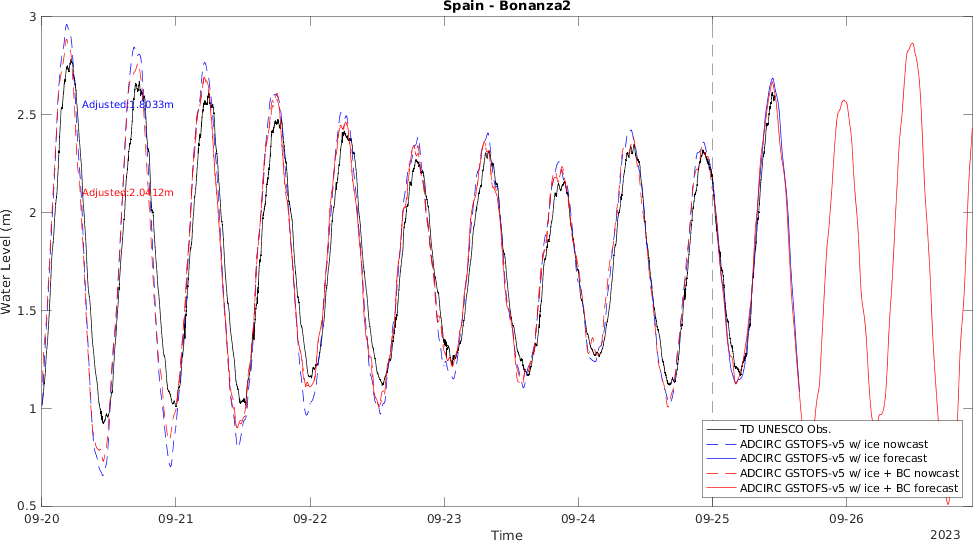 Spain - Bonanza2
3
2.5
2
1.5
1
0.5
Water Level (m)
Adjusted:1.8033m
Adjusted:2.0412m
TD UNESCO Obs.
ADCIRC GSTOFS-v5 w/ ice nowcast
ADCIRC GSTOFS-v5 w/ ice forecast
ADCIRC GSTOFS-v5 w/ ice + BC nowcast
ADCIRC GSTOFS-v5 w/ ice + BC forecast
09-20 09-21 09-22 09-23 09-24 09-25 09-26
Time
2023